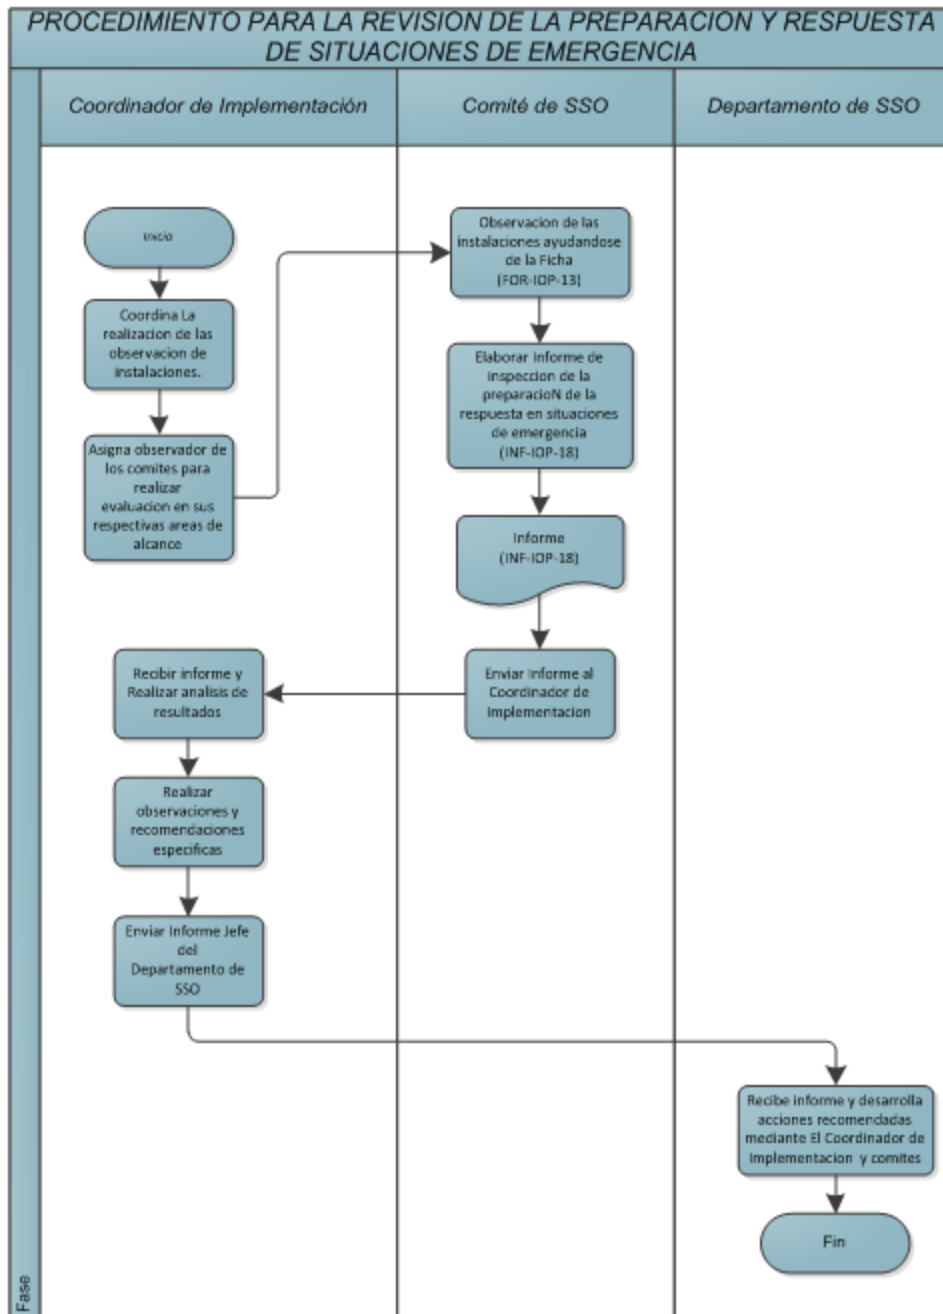 PROCEDIMIENTO PARA LA REVISION DE LA PREPARACION Y RESPUESTA
DE SITUACIONES DE EMERGENCIA
Coordinador de Implementación
Comité de SSO
Departamento de SSO
Inicio
Coordina La
realizacion de las
observacion de
instalaciones.
Asigna observador de
los comites para
realizar
evaluacion en sus
respectivas areas de
alcance
Observacion de las
instalaciones ayudandose
de la Ficha
(FOR-IOP-13)
Elaborar Informe de
inspeccion de la
preparacioN de la
respuesta en situaciones
de emergencia
(INF-IOP-18)
Informe
(INF-IOP-18)
Enviar Informe al
Coordinador de
Implementacion
Recibir informe y
Realizar analisis de
resultados
Realizar
observaciones y
recomendaciones
especificas
Enviar Informe Jefe
del
Departamento de
SSO
Recibe informe y desarrolla
acciones recomendadas
mediante El Coordinador de
Implementacion y comites
Fin
Fase